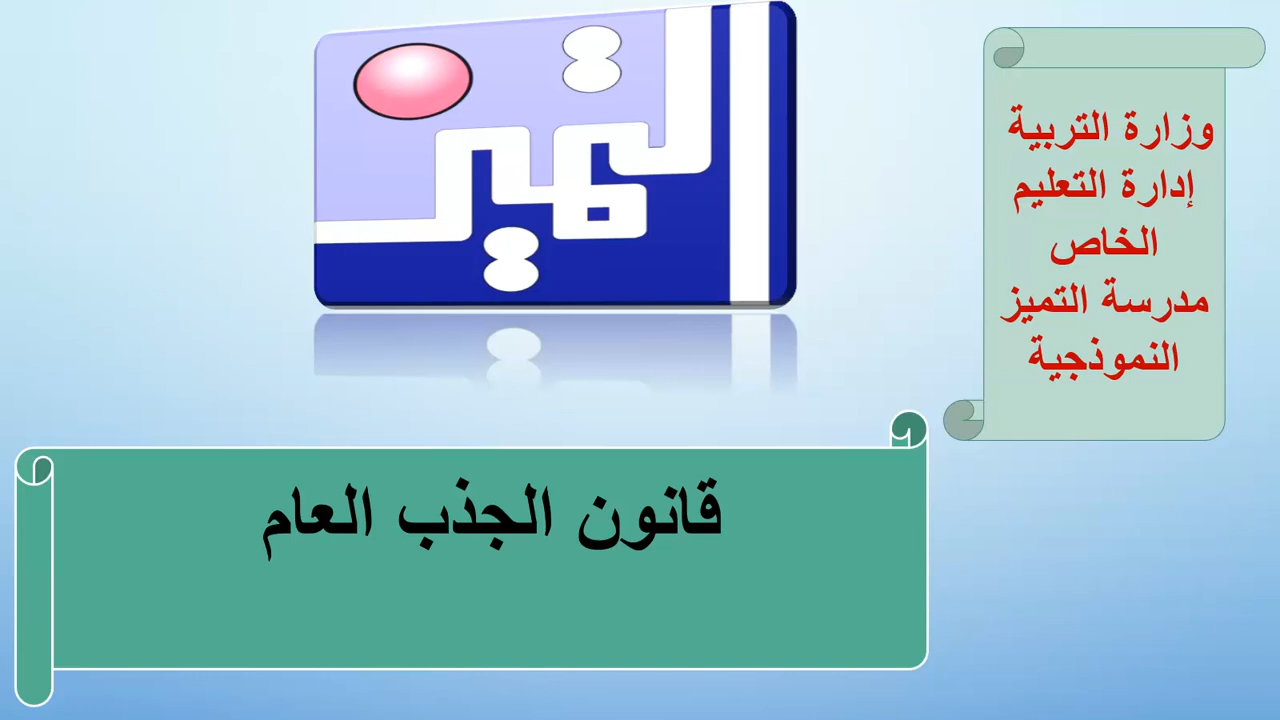 وزارة التربية
إدارة التعليم
الخاص
مدرسة التميز
النموذجية
التميز
قانون الجذب العام